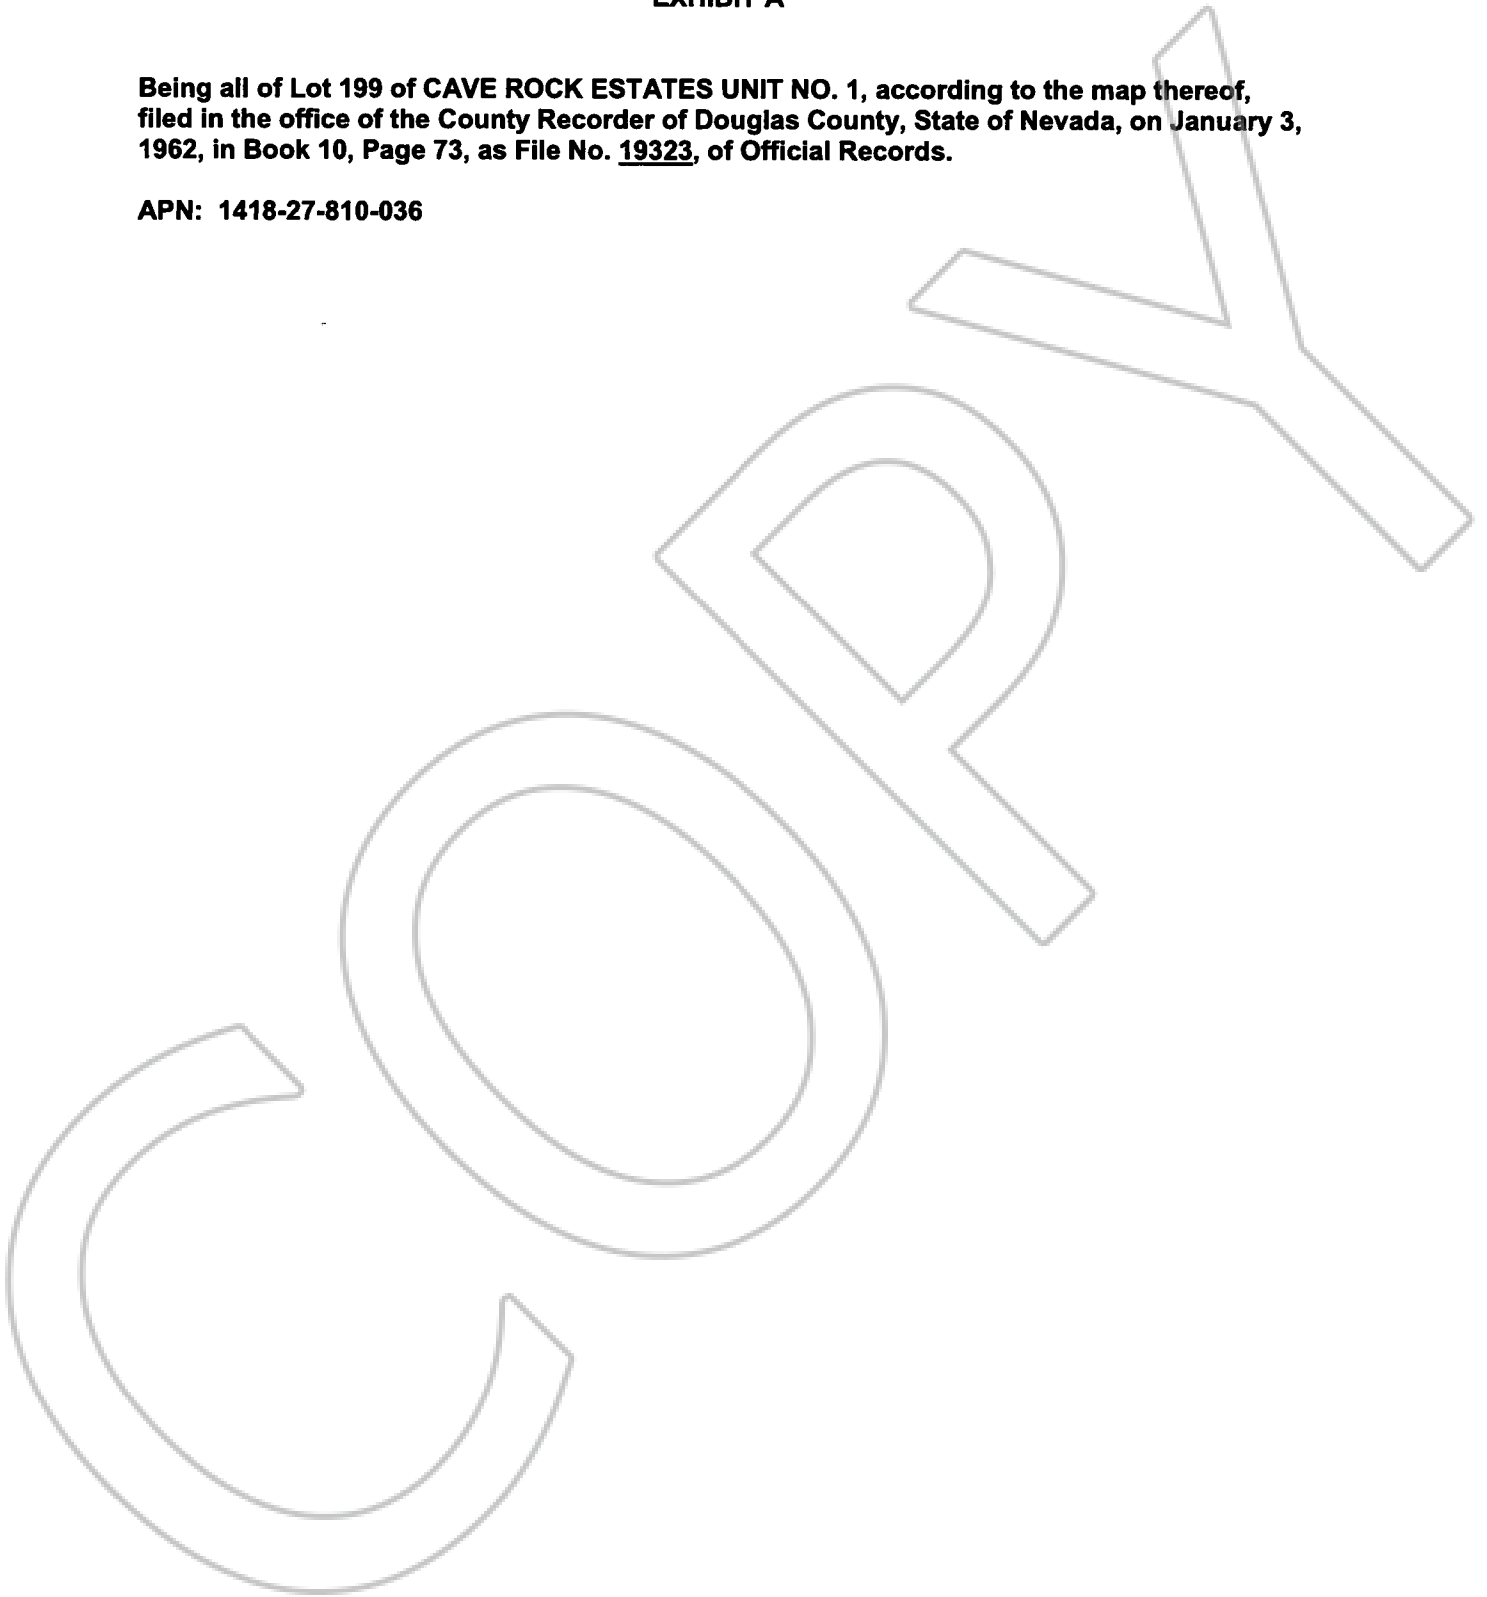 EXHIBIT A
Being all of Lot 199 of CAVE ROCK ESTATES UNIT NO. 1, according to the map thereof,
filed in the office of the County Recorder of Douglas County, State of Nevada, on January 3,
1962, in Book 10, Page 73, as File No. 19323, of Official Records.
APN: 1418-27-810-036
COPY